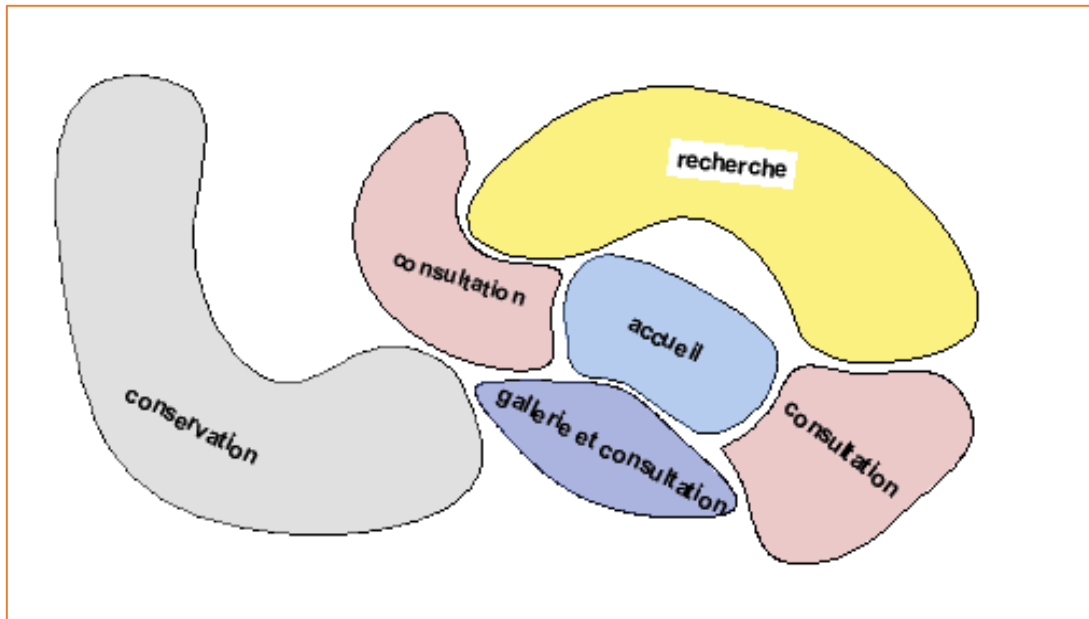 recherche
consultation
accueil
conservation
gallerie et consultation
consultation